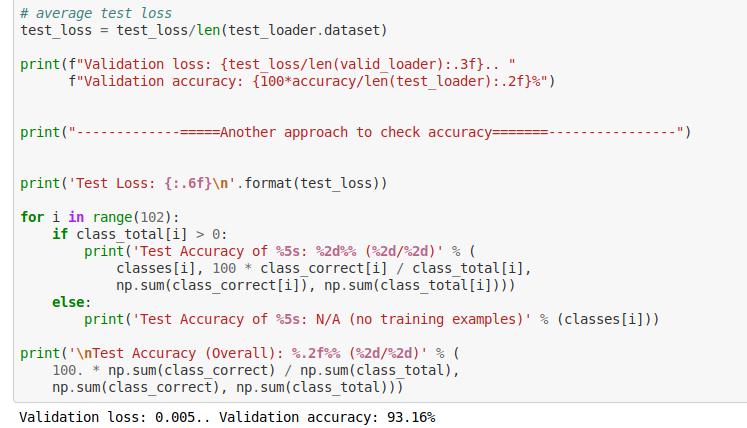 # average test loss
test_loss = test_loss/len(test_loader.dataset)
print(f"Validation loss: {test_loss/len(valid_loader):.3f}.. "
f"Validation accuracy: {100*accuracy/len(test_loader):.2f}%")
print("-------------=====Another approach to check accuracy=======----------------")
print('Test Loss: {:.6f}\n'.format(test_loss))
for i in range(102):
if class_total[i] > 0:
print('Test Accuracy of %5s: %2d%% (%2d/%2d)' % (
classes[i], 100 * class_correct[i] / class_total[i],
np.sum(class_correct[i]), np.sum(class_total[i])))
else:
print('Test Accuracy of %5s: N/A (no training examples)' % (classes[i]))
print('\nTest Accuracy (Overall): %.2f%% (%2d/%2d)' % (
100. * np.sum(class_correct) / np.sum(class_total),
np.sum(class_correct), np.sum(class_total)))
Validation loss: 0.005.. Validation accuracy: 93.16%